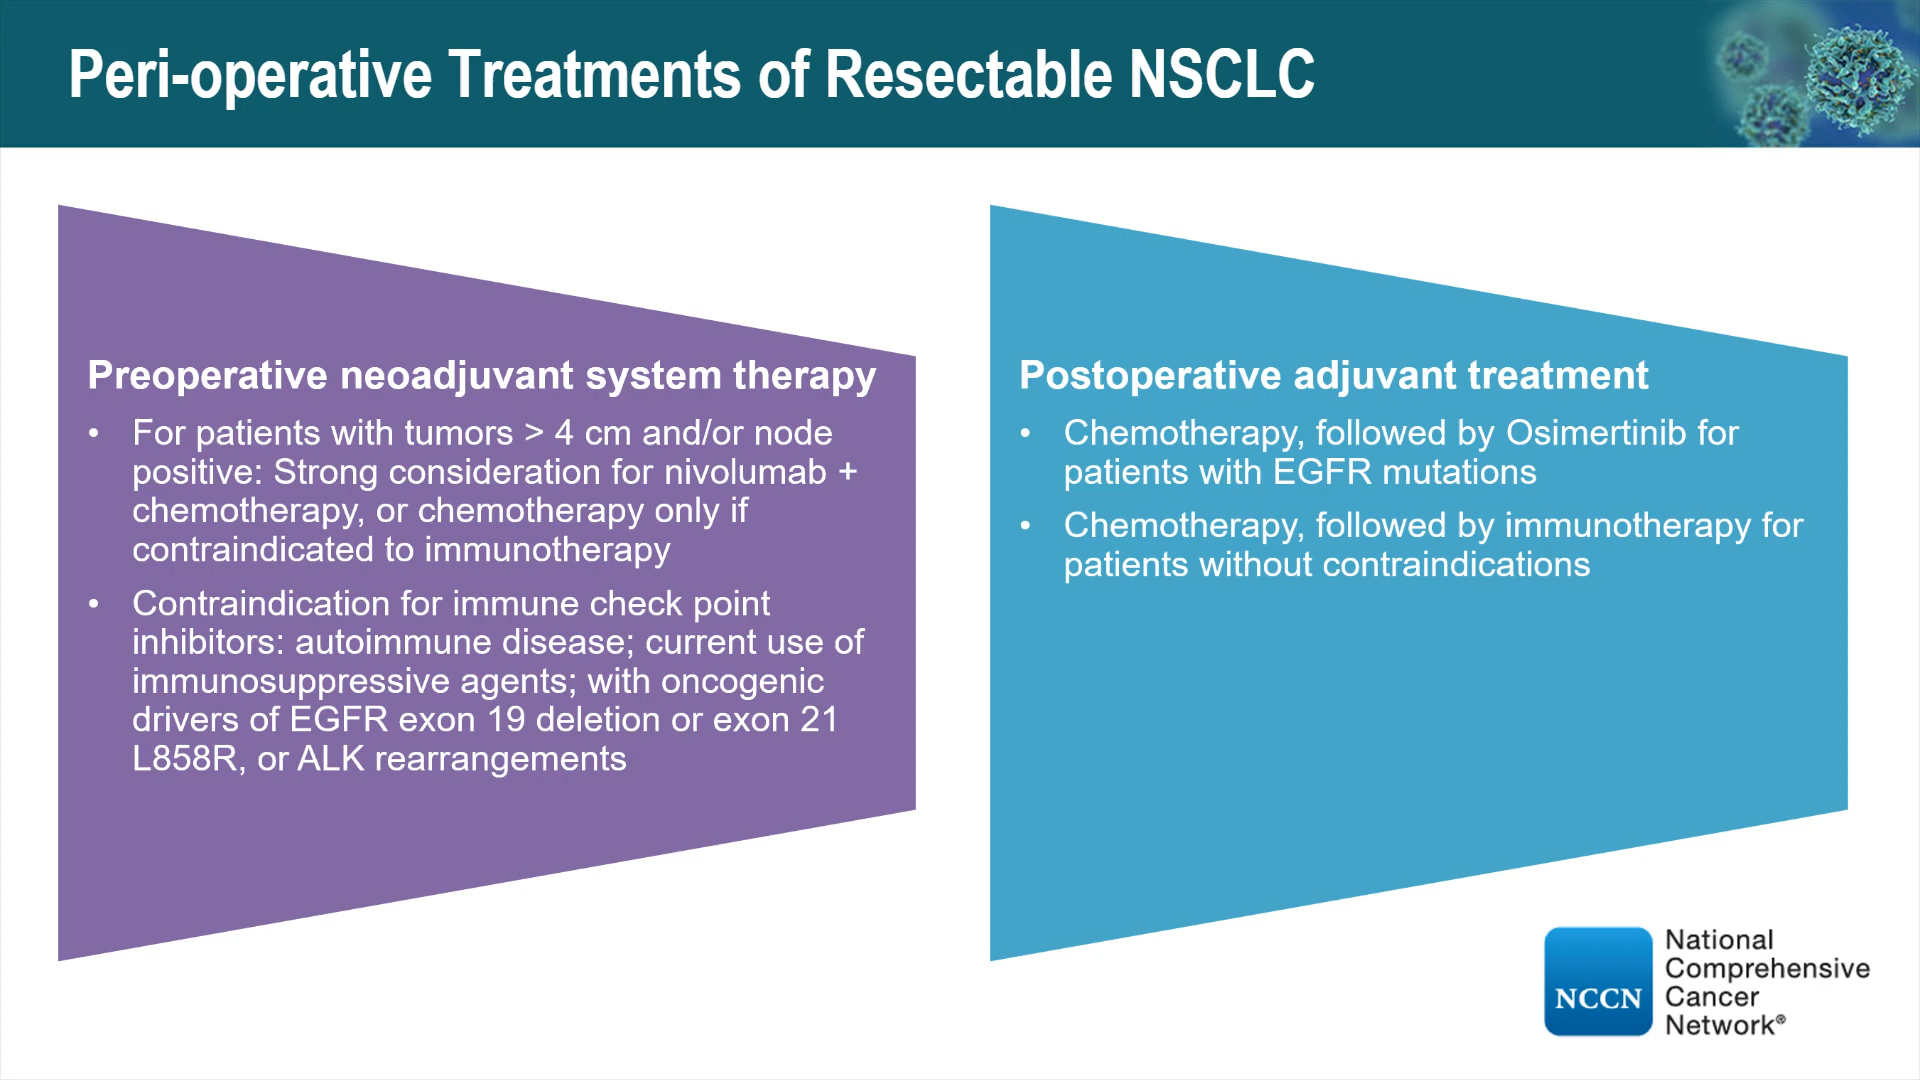 Peri-operative Treatments of Resectable NSCLC
Preoperative neoadjuvant system therapy
• For patients with tumors > 4 cm and/or node
positive: Strong consideration for nivolumab +
chemotherapy, or chemotherapy only if
contraindicated to immunotherapy
• Contraindication for immune check point
inhibitors: autoimmune disease; current use of
immunosuppressive agents; with oncogenic
drivers of EGFR exon 19 deletion or exon 21
L858R, or ALK rearrangements
Postoperative adjuvant treatment
• Chemotherapy, followed by Osimertinib for
patients with EGFR mutations
• Chemotherapy, followed by immunotherapy for
patients without contraindications
NCCN
National
Comprehensive
Cancer
Network®